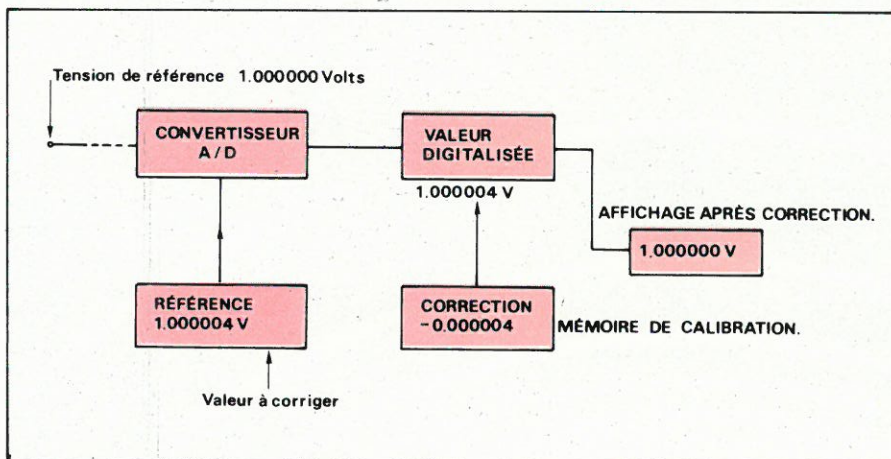 Tension de référence 1.000000 Volts
CONVERTISSEUR
A/D
VALEUR
DIGITALISÉE
1.000004 V
AFFICHAGE APRÈS CORRECTION.
1.000000 V
RÉFÉRENCE
1.000004 V
CORRECTION
-0.000004
MÉMOIRE DE CALIBRATION.
Valeur à corriger